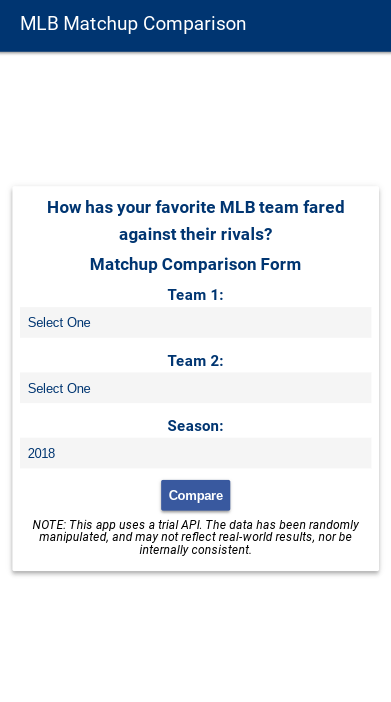 MLB Matchup Comparison
How has your favorite MLB team fared
against their rivals?
Matchup Comparison Form
Team 1:
Select One
Team 2:
Select One
Season:
2018
Compare
NOTE: This app uses a trial API. The data has been randomly
manipulated, and may not reflect real-world results, nor be
internally consistent.